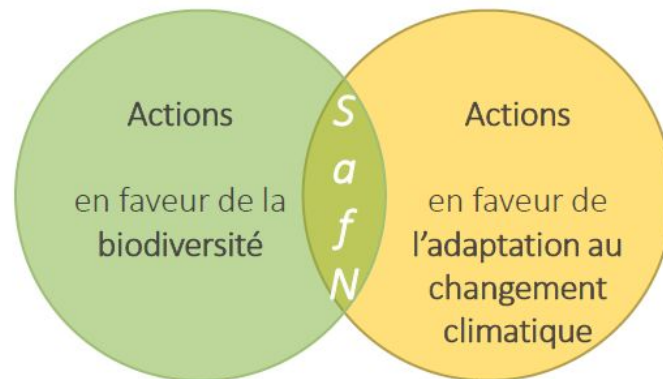 Actions
en faveur de la
biodiversité
S
a
f
N
Actions
en faveur de
l'adaptation au
changement
climatique